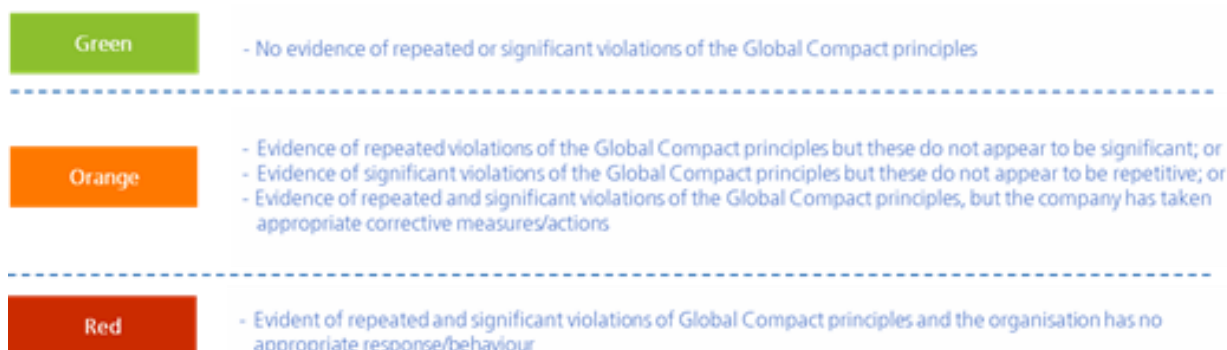 Green
- No evidence of repeated or significant violations of the Global Compact principles
Orange
- Evidence of repeated violations of the Global Compact principles but these do not appear to be significant; or
- Evidence of significant violations of the Global Compact principles but these do not appear to be repetitive; or
- Evidence of repeated and significant violations of the Global Compact principles, but the company has taken
appropriate corrective measures/actions
Red
- Evident of repeated and significant violations of Global Compact principles and the organisation has no
appropriate response/behaviour